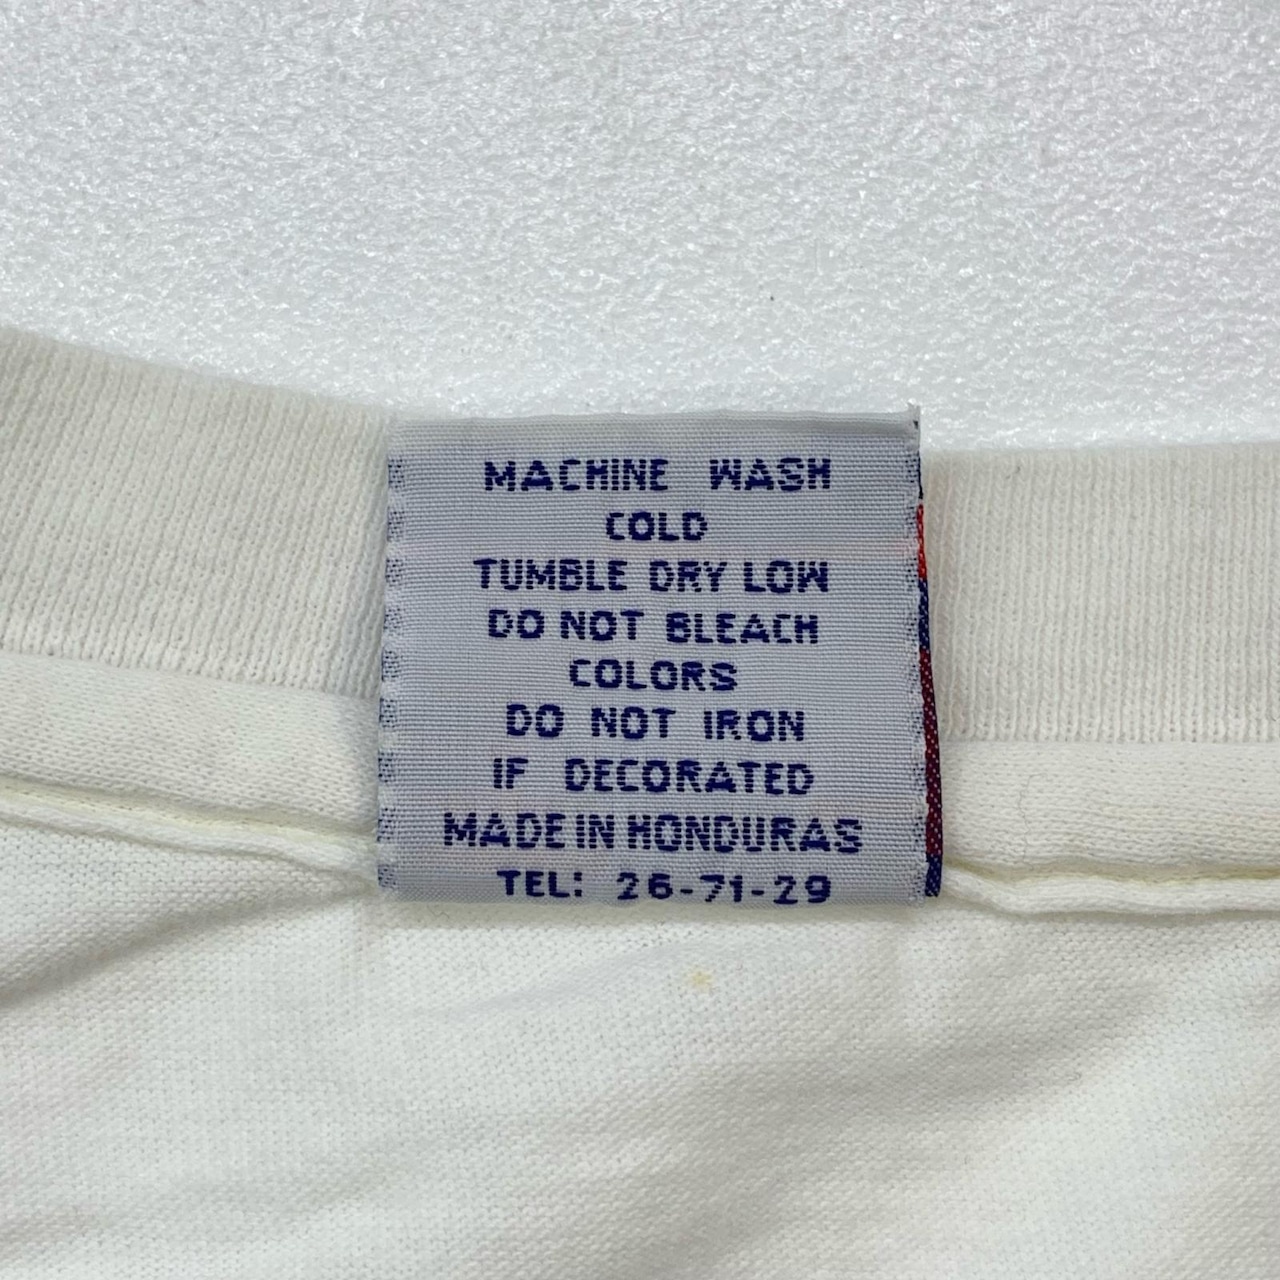 MACHINE WASH
COLD
TUMBLE DRY LOW
DO NOT BLEACH
COLORS
DO NOT IRON
IF DECORATED
MADE IN HONDURAS
TEL: 26-71-29